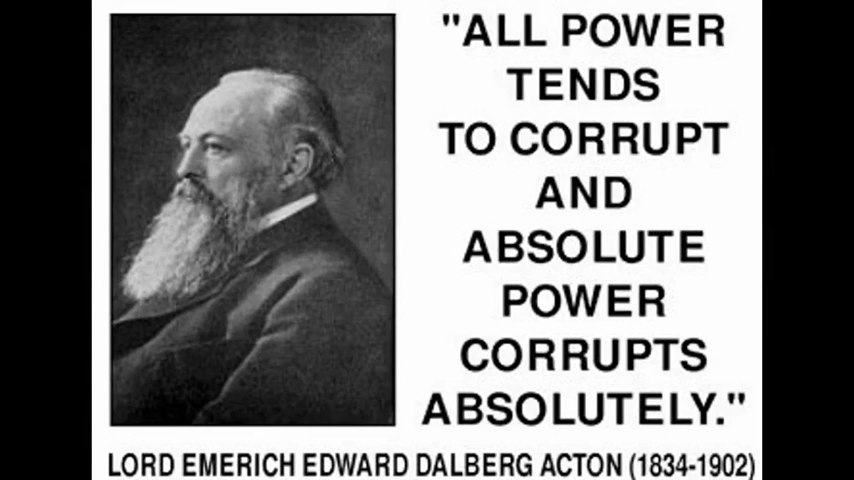 "ALL POWER
TENDS
TO CORRUPT
AND
ABSOLUTE
POWER
CORRUPTS
ABSOLUTELY."
LORD EMERICH EDWARD DALBERG ACTON (1834-1902)